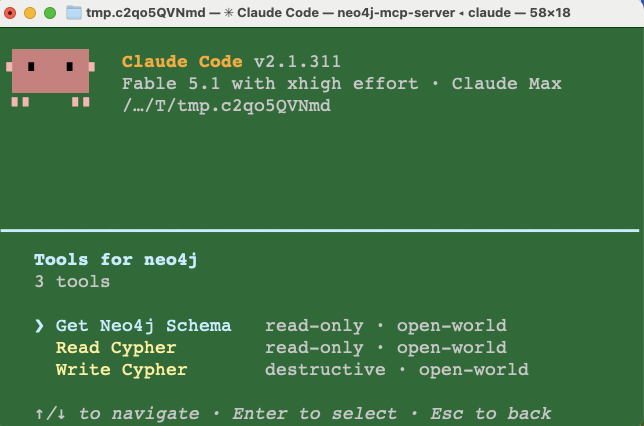 tmp.c2qo5QVNmd — ✳ Claude Code — neo4j-mcp-server ◂ claude — 58×18
Claude Code v2.1.311
Fable 5.1 with xhigh effort · Claude Max
/…/T/tmp.c2qo5QVNmd
Tools for neo4j
3 tools
❯ Get Neo4j Schema   read-only · open-world
Read Cypher        read-only · open-world
Write Cypher       destructive · open-world
↑/↓ to navigate · Enter to select · Esc to back